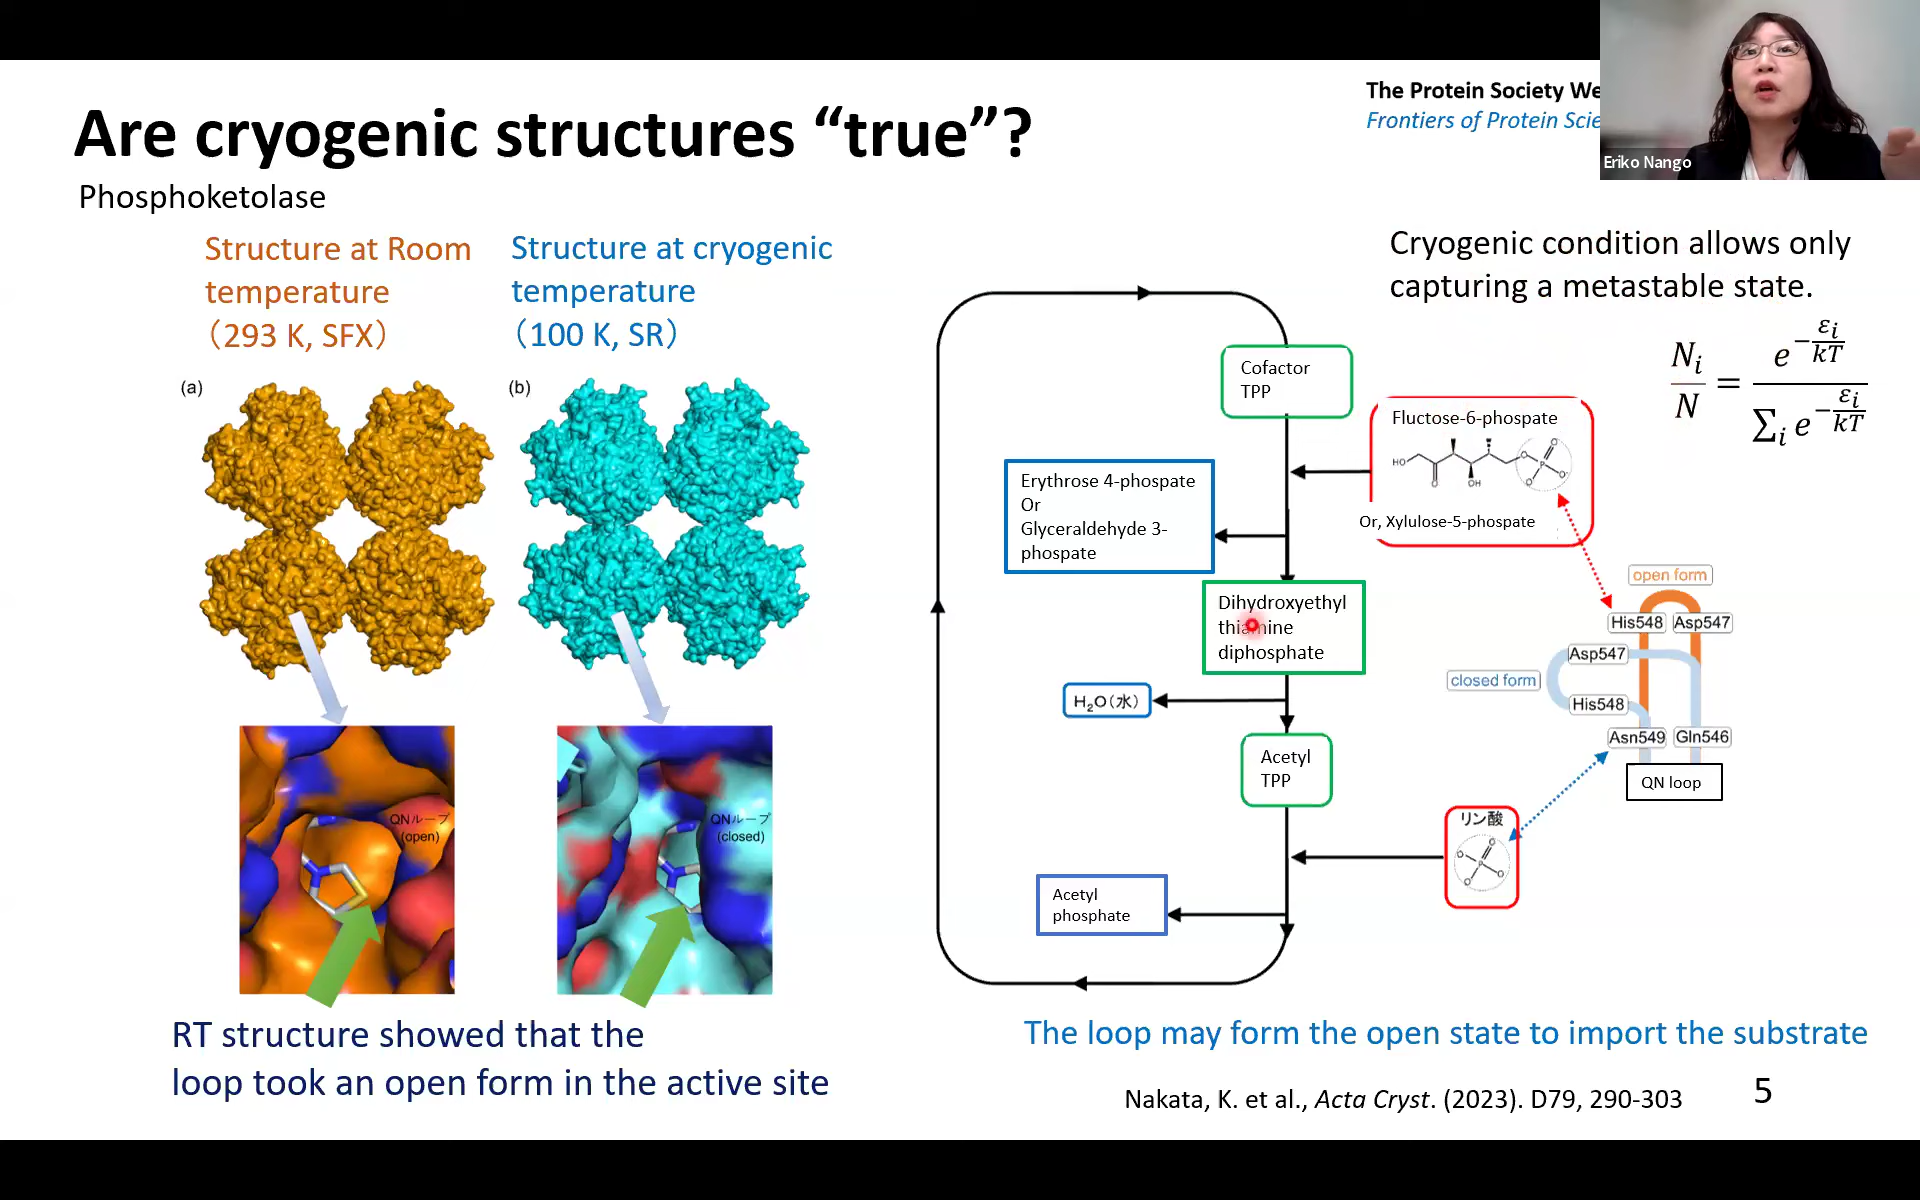 The Protein Society We
Frontiers of Protein Scie
Eriko Nango
Are cryogenic structures “true”?
Phosphoketolase
Structure at Room
temperature
(293 K, SFX)
Structure at cryogenic
temperature
(100 K, SR)
(a)
(b)
QNループ
(open)
QNループ
(closed)
RT structure showed that the
loop took an open form in the active site
Cryogenic condition allows only
capturing a metastable state.
N_i/N = e^(-ε_i/kT) / Σ_i e^(-ε_i/kT)
Cofactor
TPP
Fluctose-6-phospate
HO
O
OH
O
P
O
O
O
Or, Xylulose-5-phospate
Erythrose 4-phospate
Or
Glyceraldehyde 3-
phospate
Dihydroxyethyl
thiamine
diphosphate
H₂O(水)
Acetyl
TPP
リン酸
O
O
P
O
O
Acetyl
phosphate
open form
His548
Asp547
Asp547
closed form
His548
Asn549
Gln546
QN loop
The loop may form the open state to import the substrate
Nakata, K. et al., Acta Cryst. (2023). D79, 290-303
5